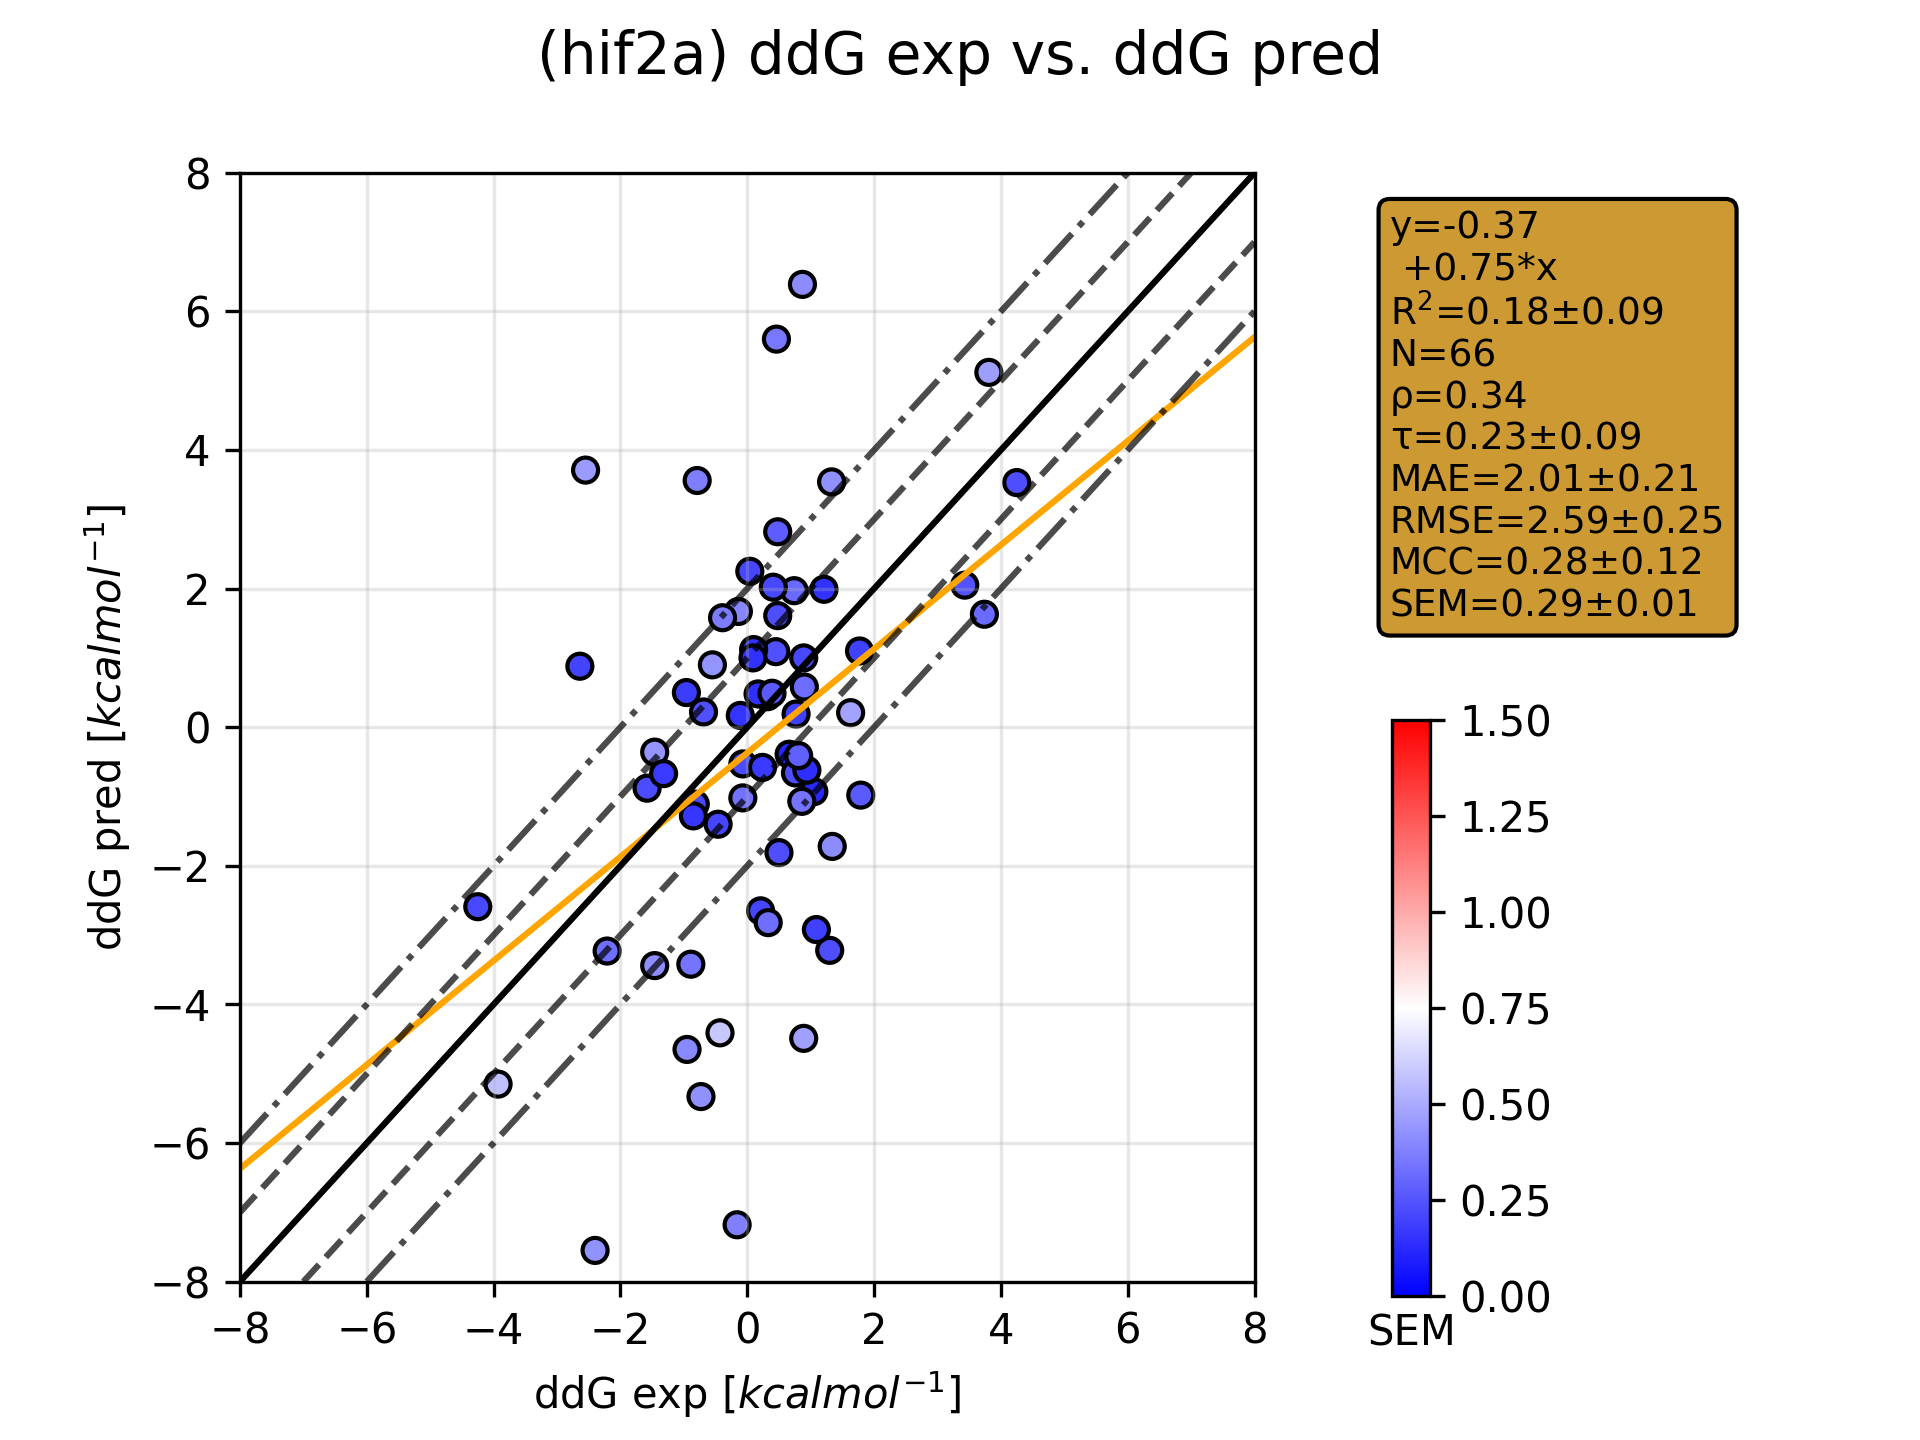 (hif2a) ddG exp vs. ddG pred
8
6
4
2
0
−2
−4
−6
−8
ddG pred [kcalmol⁻¹]
−8 −6 −4 −2 0 2 4 6 8
ddG exp [kcalmol⁻¹]
y=-0.37
+0.75*x
R²=0.18±0.09
N=66
ρ=0.34
τ=0.23±0.09
MAE=2.01±0.21
RMSE=2.59±0.25
MCC=0.28±0.12
SEM=0.29±0.01
1.50
1.25
1.00
0.75
0.50
0.25
0.00
SEM